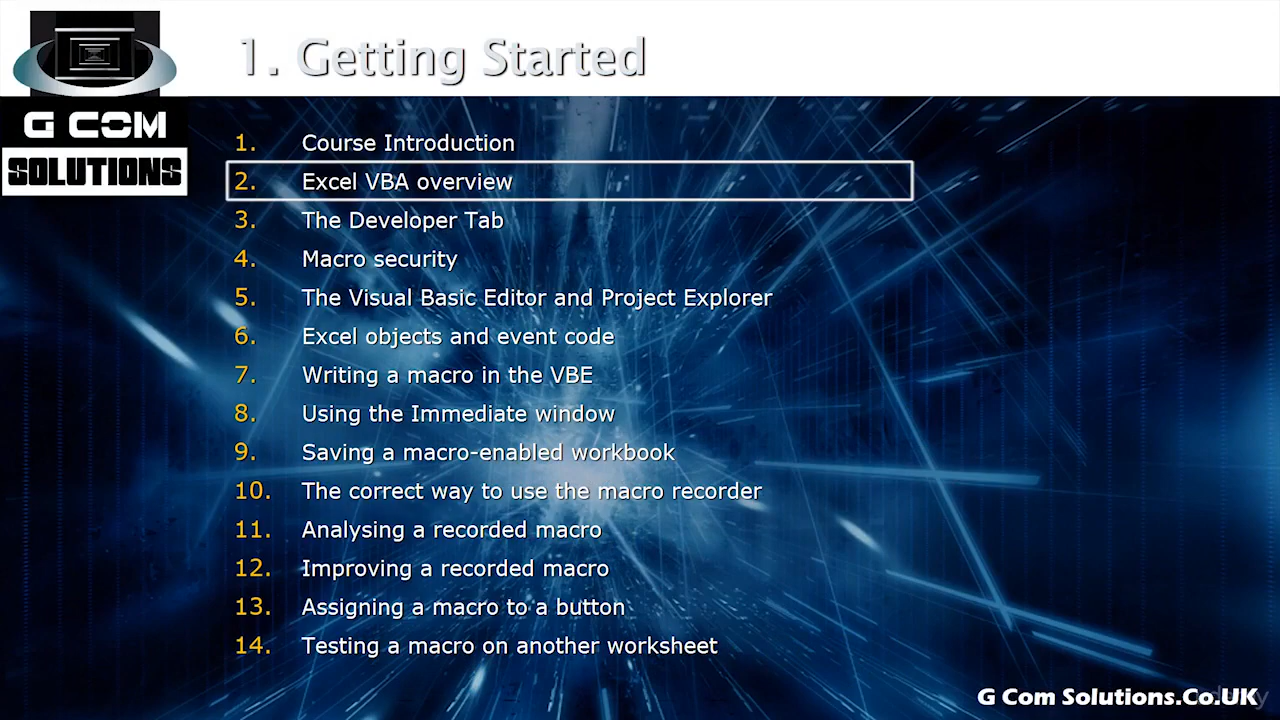 G COM
SOLUTIONS
1. Getting Started
1. Course Introduction
2. Excel VBA overview
3. The Developer Tab
4. Macro security
5. The Visual Basic Editor and Project Explorer
6. Excel objects and event code
7. Writing a macro in the VBE
8. Using the Immediate window
9. Saving a macro-enabled workbook
10. The correct way to use the macro recorder
11. Analysing a recorded macro
12. Improving a recorded macro
13. Assigning a macro to a button
14. Testing a macro on another worksheet
G Com Solutions.Co.UK